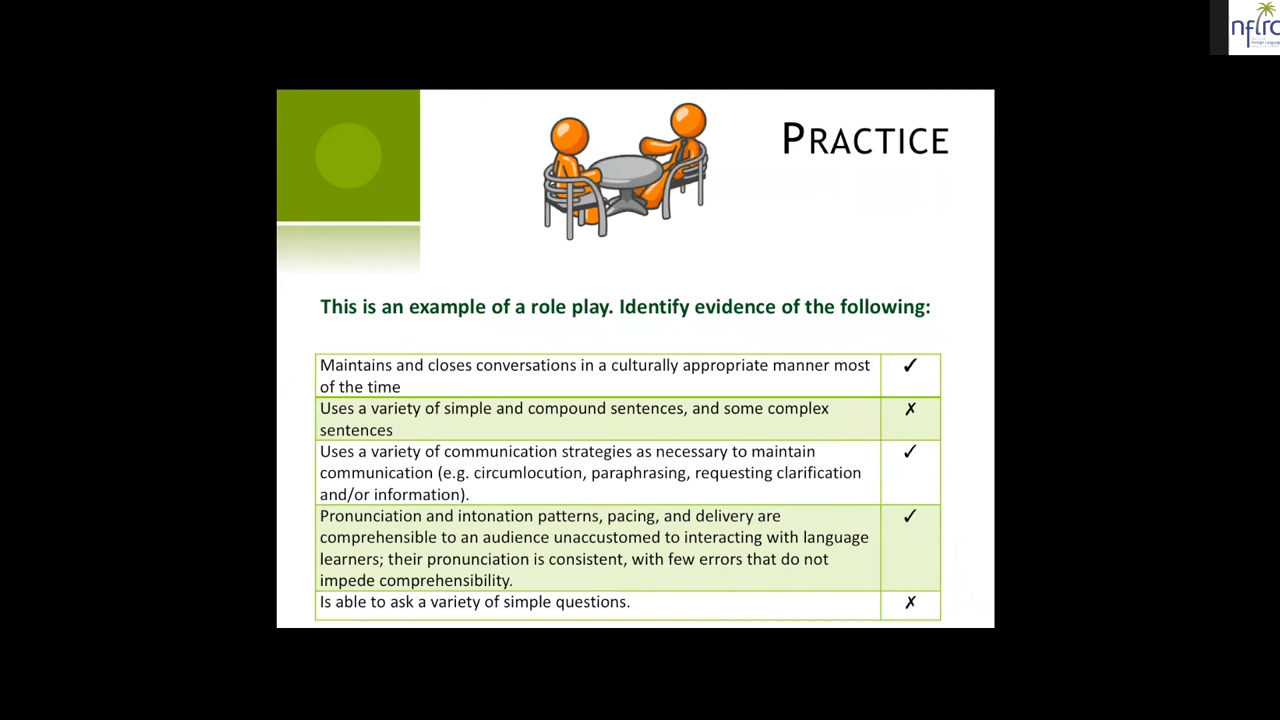 nflrc
PRACTICE
This is an example of a role play. Identify evidence of the following:
Maintains and closes conversations in a culturally appropriate manner most ✓
of the time
Uses a variety of simple and compound sentences, and some complex ✗
sentences
Uses a variety of communication strategies as necessary to maintain ✓
communication (e.g. circumlocution, paraphrasing, requesting clarification
and/or information).
Pronunciation and intonation patterns, pacing, and delivery are ✓
comprehensible to an audience unaccustomed to interacting with language
learners; their pronunciation is consistent, with few errors that do not
impede comprehensibility.
Is able to ask a variety of simple questions. ✗